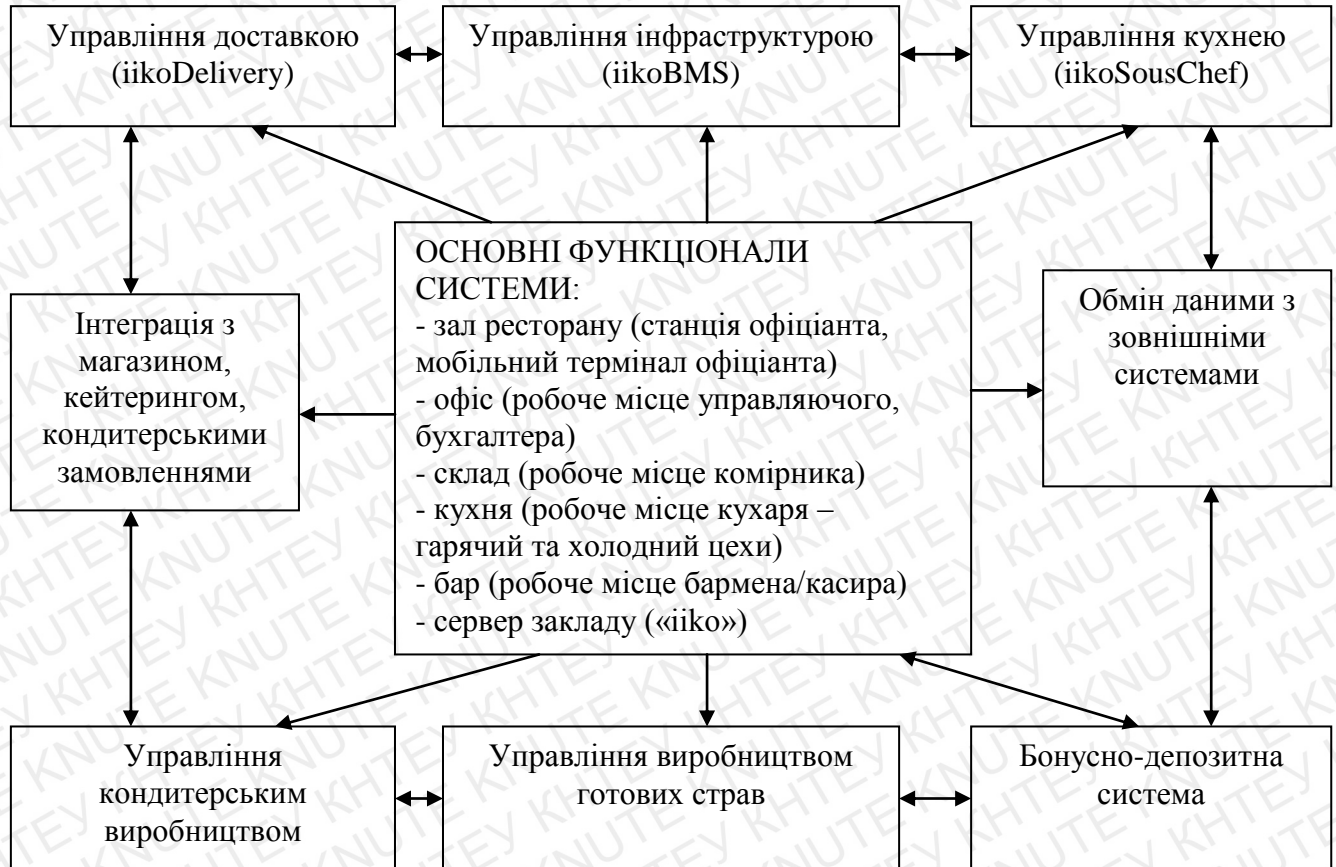 Управління доставкою
(iikoDelivery)
Управління інфраструктурою
(iikoBMS)
Управління кухнею
(iikoSousChef)
ОСНОВНІ ФУНКЦІОНАЛИ
СИСТЕМИ:
- зал ресторану (станція офіціанта,
мобільний термінал офіціанта)
- офіс (робоче місце управляючого,
бухгалтера)
- склад (робоче місце комірника)
- кухня (робоче місце кухаря –
гарячий та холодний цехи)
- бар (робоче місце бармена/касира)
- сервер закладу («iiko»)
Інтеграція з
магазином,
кейтерингом,
кондитерськими
замовленнями
Обмін даними з
зовнішніми
системами
Управління
кондитерським
виробництвом
Управління виробництвом
готових страв
Бонусно-депозитна
система